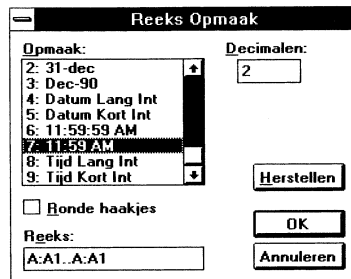 Reeks Opmaak
Opmaak:
2: 31-dec
3: Dec-90
4: Datum Lang Int
5: Datum Kort Int
6: 11:59:59 AM
7: 11:59 AM
8: Tijd Lang Int
9: Tijd Kort Int
Ronde haakjes
Reeks:
A:A1..A:A1
Decimalen:
2
Herstellen
OK
Annuleren